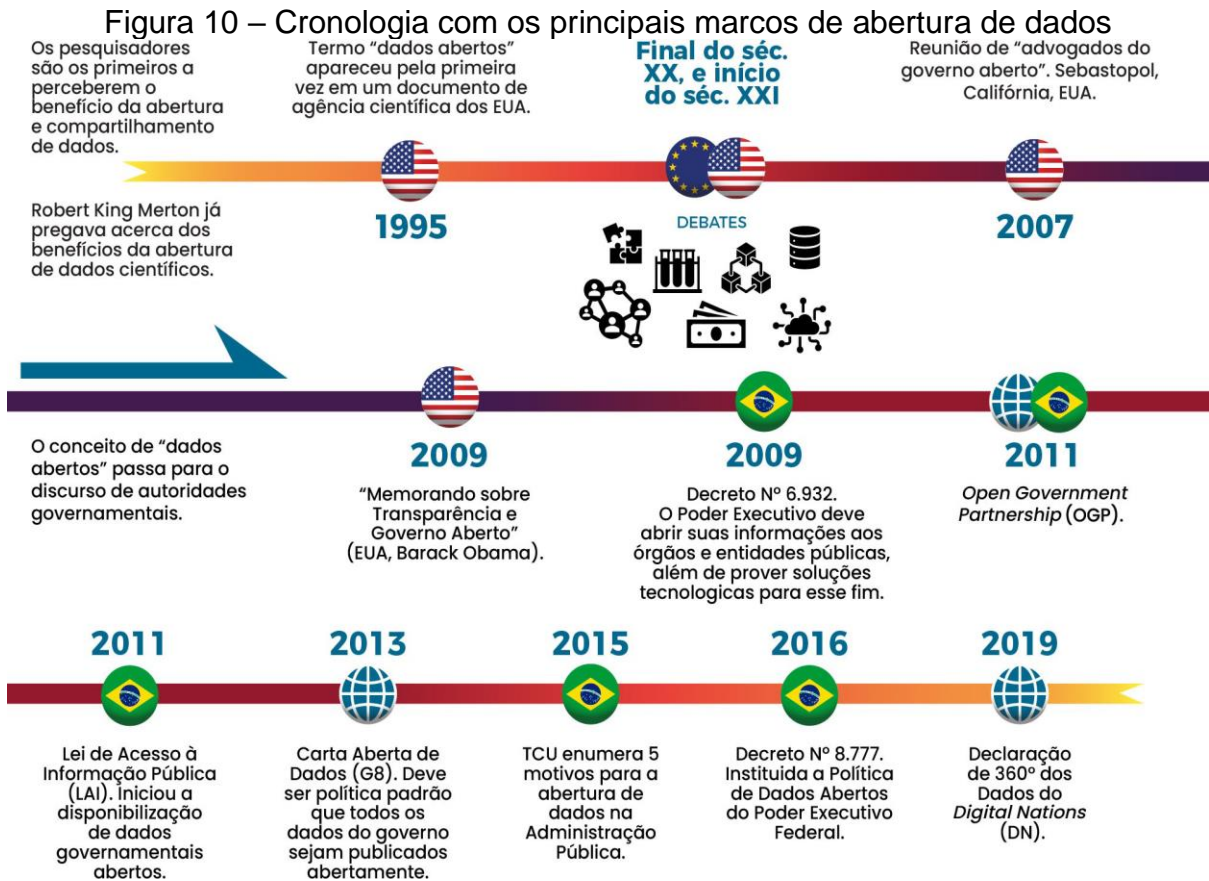 Figura 10 – Cronologia com os principais marcos de abertura de dados
Os pesquisadores
são os primeiros a
perceberem o
benefício da abertura
e compartilhamento
de dados.
Robert King Merton já
pregava acerca dos
benefícios da abertura
de dados científicos.
Termo “dados abertos”
apareceu pela primeira
vez em um documento de
agência científica dos EUA.
1995
Final do séc.
XX, e início
do séc. XXI
DEBATES
Reunião de “advogados do
governo aberto”. Sebastopol,
Califórnia, EUA.
2007
O conceito de “dados
abertos” passa para o
discurso de autoridades
governamentais.
2009
“Memorando sobre
Transparência e
Governo Aberto”
(EUA, Barack Obama).
2009
Decreto Nº 6.932.
O Poder Executivo deve
abrir suas informações aos
órgãos e entidades públicas,
além de prover soluções
tecnologicas para esse fim.
2011
Open Government
Partnership (OGP).
2011
Lei de Acesso à
Informação Pública
(LAI). Iniciou a
disponibilização
de dados
governamentais
abertos.
2013
Carta Aberta de
Dados (G8). Deve
ser política padrão
que todos os
dados do governo
sejam publicados
abertamente.
2015
TCU enumera 5
motivos para a
abertura de
dados na
Administração
Pública.
2016
Decreto Nº 8.777.
Instituida a Política
de Dados Abertos
do Poder Executivo
Federal.
2019
Declaração
de 360º dos
Dados do
Digital Nations
(DN).